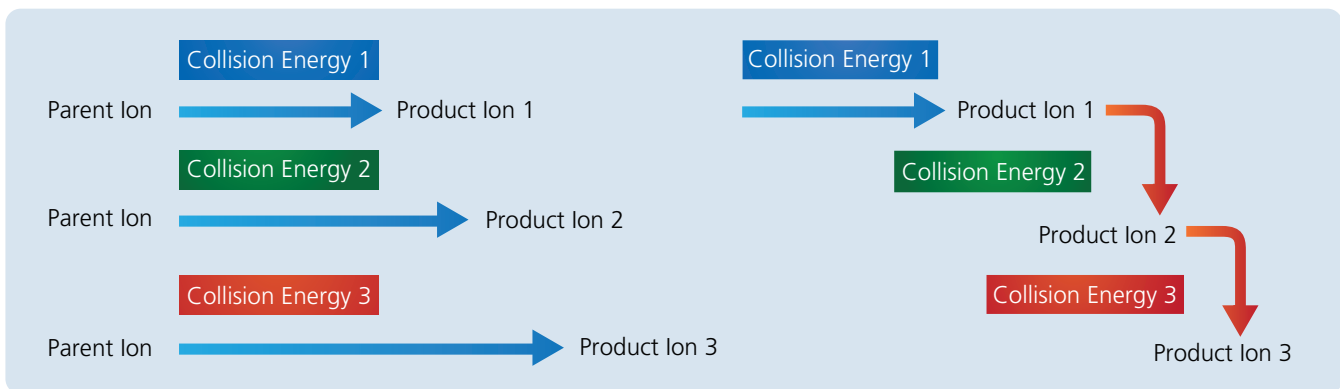 Collision Energy 1
Parent Ion Product Ion 1
Collision Energy 2
Parent Ion Product Ion 2
Collision Energy 3
Parent Ion Product Ion 3
Collision Energy 1
Product Ion 1
Collision Energy 2
Product Ion 2
Collision Energy 3
Product Ion 3